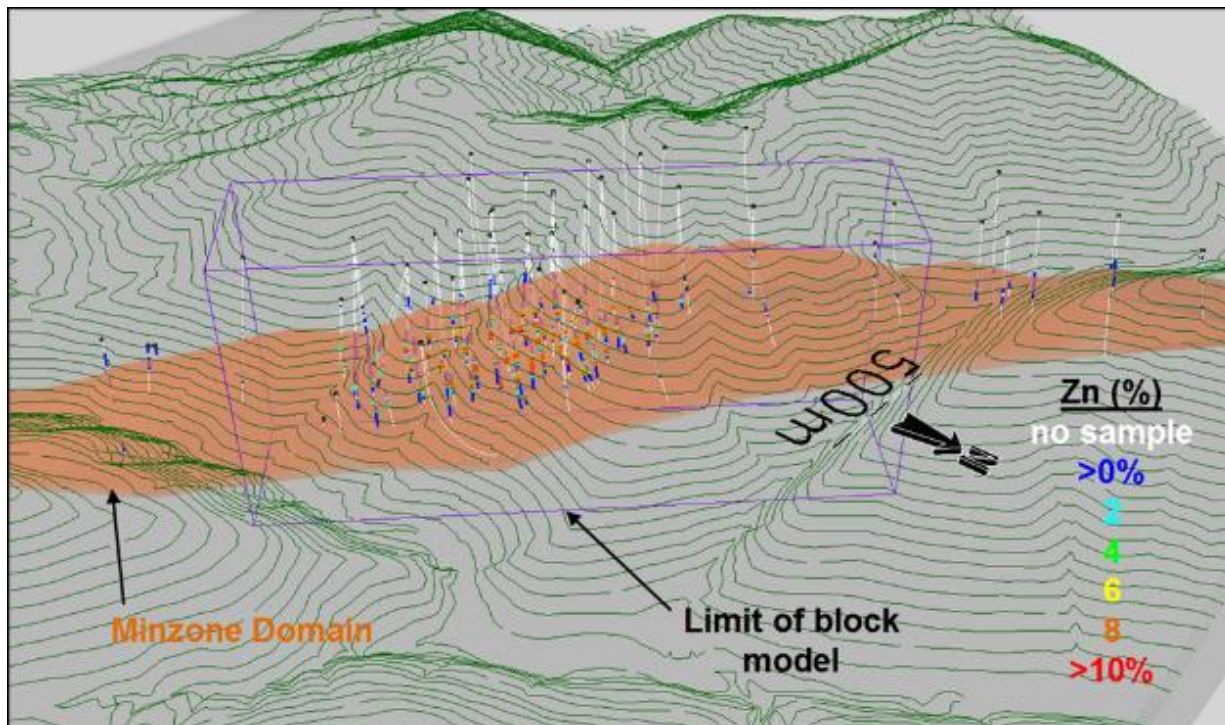 500m
N
Zn (%)
no sample
>0%
2
4
6
8
>10%
Minzone Domain
Limit of block
model